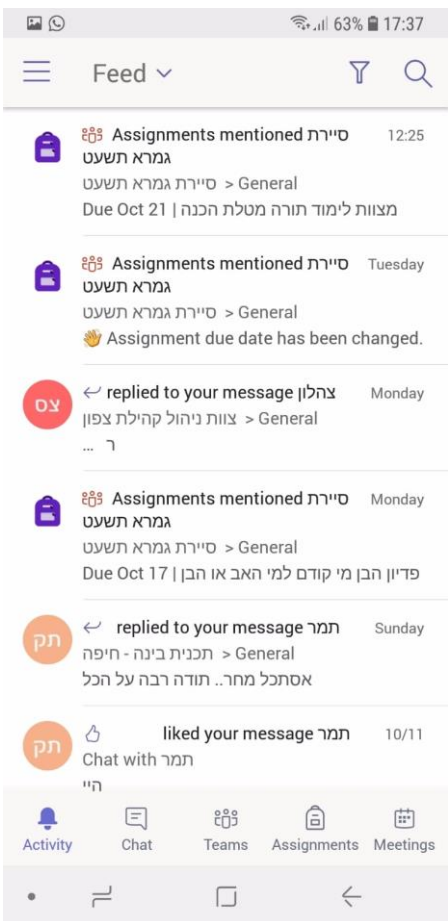 63% 17:37
Feed
Assignments mentioned סיירת 12:25
גמרא תשעט
סיירת גמרא תשעט > General
מצוות לימוד תורה מטלת הכנה | Due Oct 21
Assignments mentioned סיירת Tuesday
גמרא תשעט
סיירת גמרא תשעט > General
👋 Assignment due date has been changed.
צס
צהלון replied to your message Monday
צוות ניהול קהילת צפון > General
ר ...
Assignments mentioned סיירת Monday
גמרא תשעט
סיירת גמרא תשעט > General
פדיון הבן מי קודם למי האב או הבן | Due Oct 17
תק
תמר replied to your message Sunday
תכנית בינה - חיפה > General
אסתכל מחר.. תודה רבה על הכל
תק
תמר liked your message 10/11
Chat with תמר
היי
Activity Chat Teams Assignments Meetings